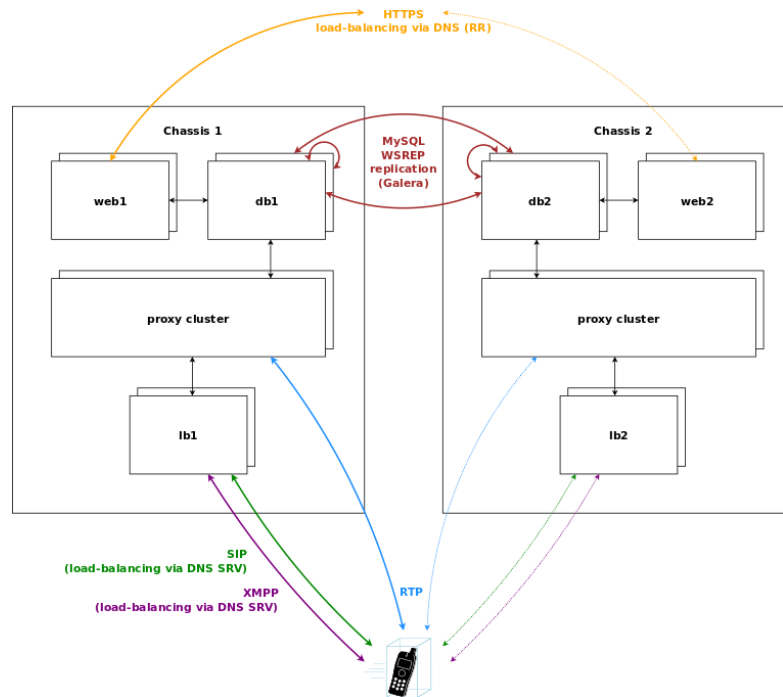 HTTPS
load-balancing via DNS (RR)
Chassis 1
MySQL
WSREP
replication
(Galera)
Chassis 2
web1
db1
db2
web2
proxy cluster
proxy cluster
lb1
lb2
SIP
(load-balancing via DNS SRV)
XMPP
(load-balancing via DNS SRV)
RTP